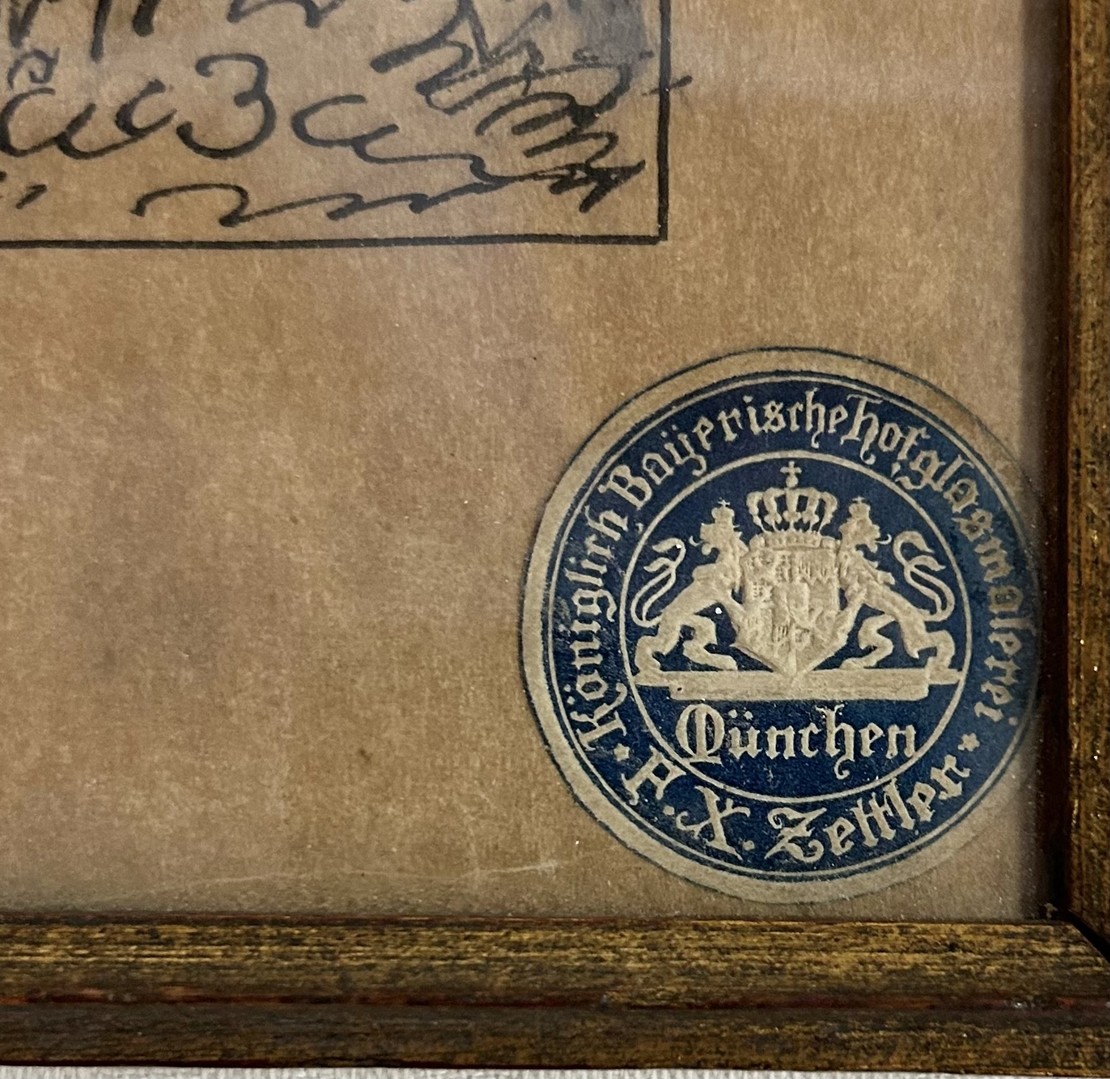 Königlich Bayerische Hofglasmalerei
München
F. X. Zettler